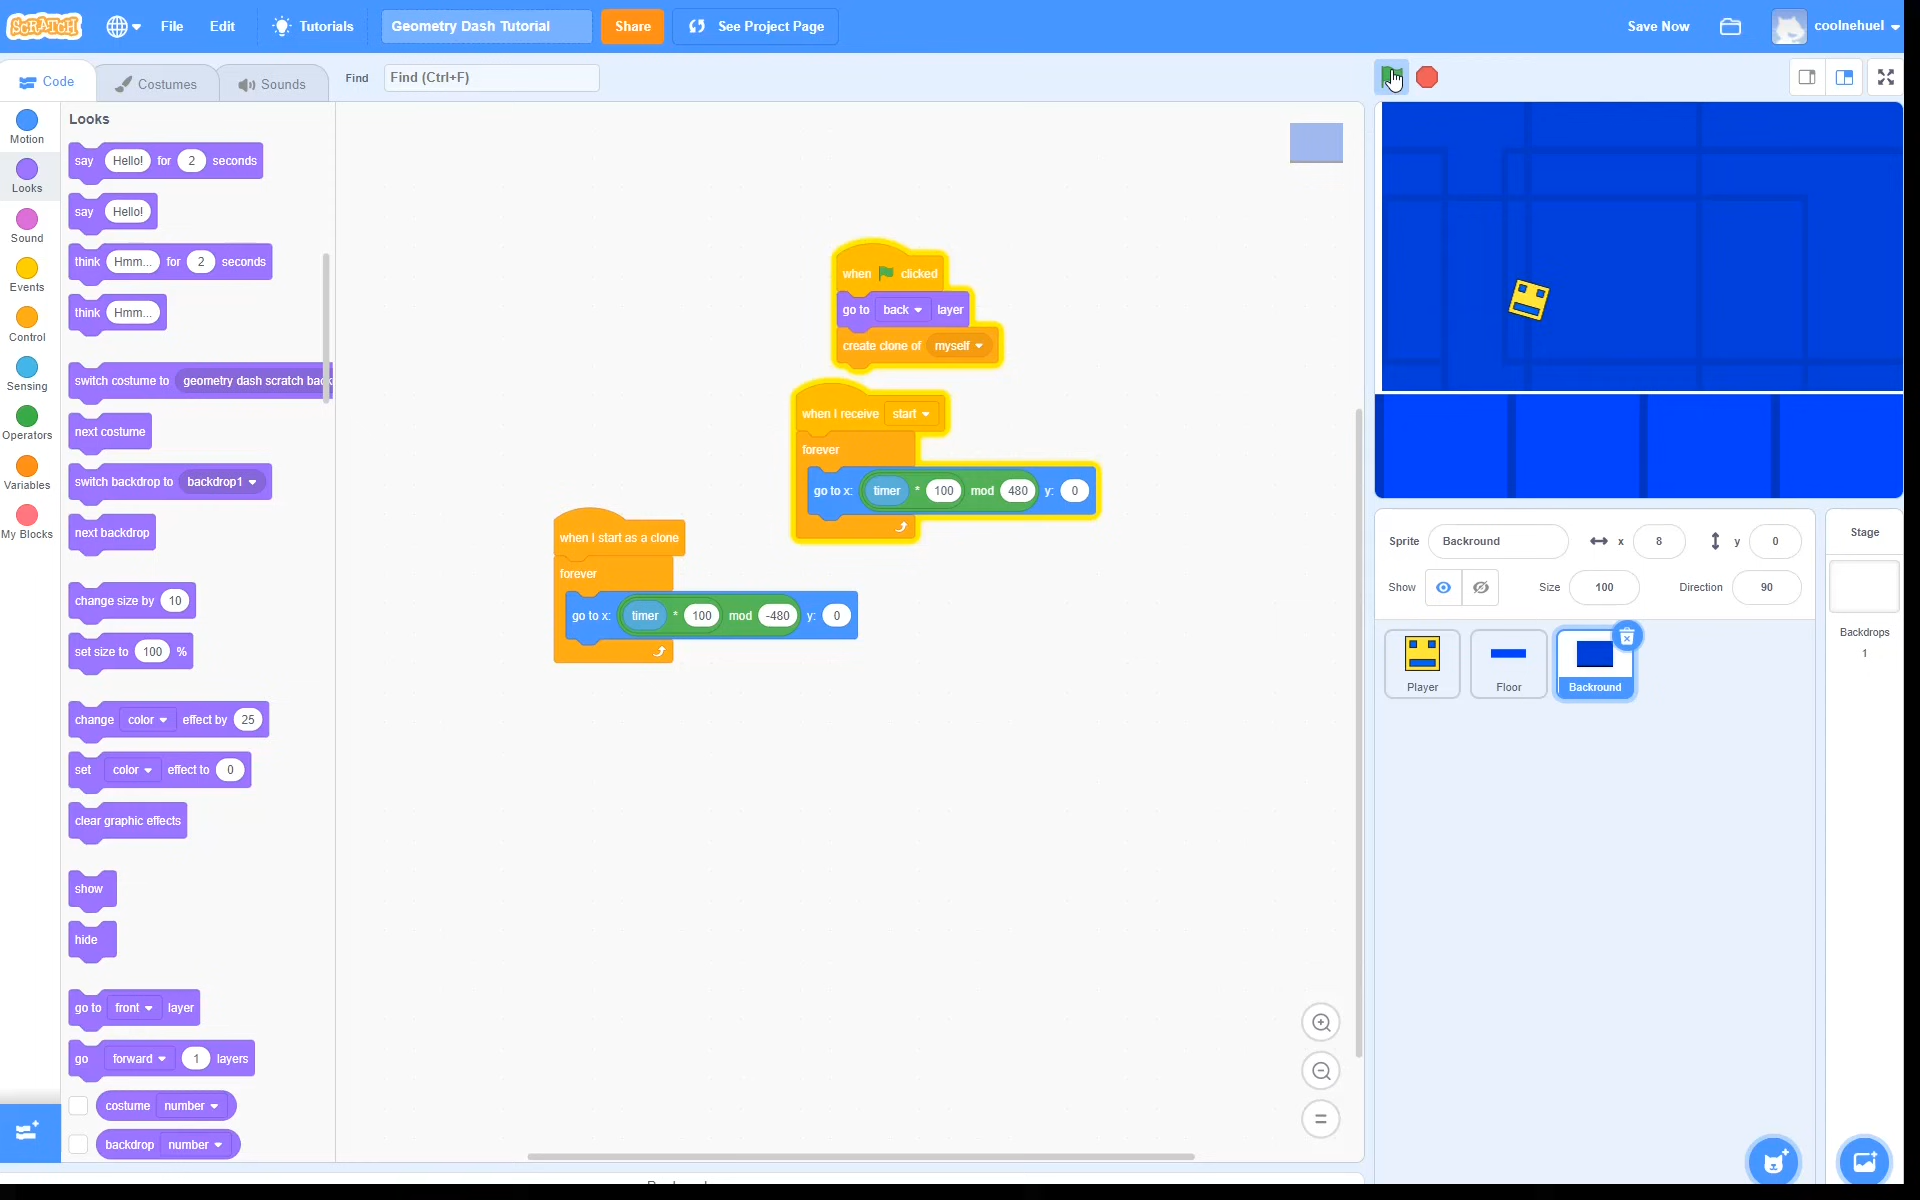 SCRATCH File Edit Tutorials Geometry Dash Tutorial Share See Project Page Save Now coolnehuel
Code Costumes Sounds Find Find (Ctrl+F)
Motion
Looks
Sound
Events
Control
Sensing
Operators
Variables
My Blocks
Looks
say Hello! for 2 seconds
say Hello!
think Hmm... for 2 seconds
think Hmm...
switch costume to geometry dash scratch back
next costume
switch backdrop to backdrop1
next backdrop
change size by 10
set size to 100 %
change color effect by 25
set color effect to 0
clear graphic effects
show
hide
go to front layer
go forward 1 layers
costume number
backdrop number
when clicked
go to back layer
create clone of myself
when I receive start
forever
go to x: timer * 100 mod 480 y: 0
when I start as a clone
forever
go to x: timer * 100 mod -480 y: 0
Sprite Backround x 8 y 0
Show Size 100 Direction 90
Player Floor Backround
Stage
Backdrops
1